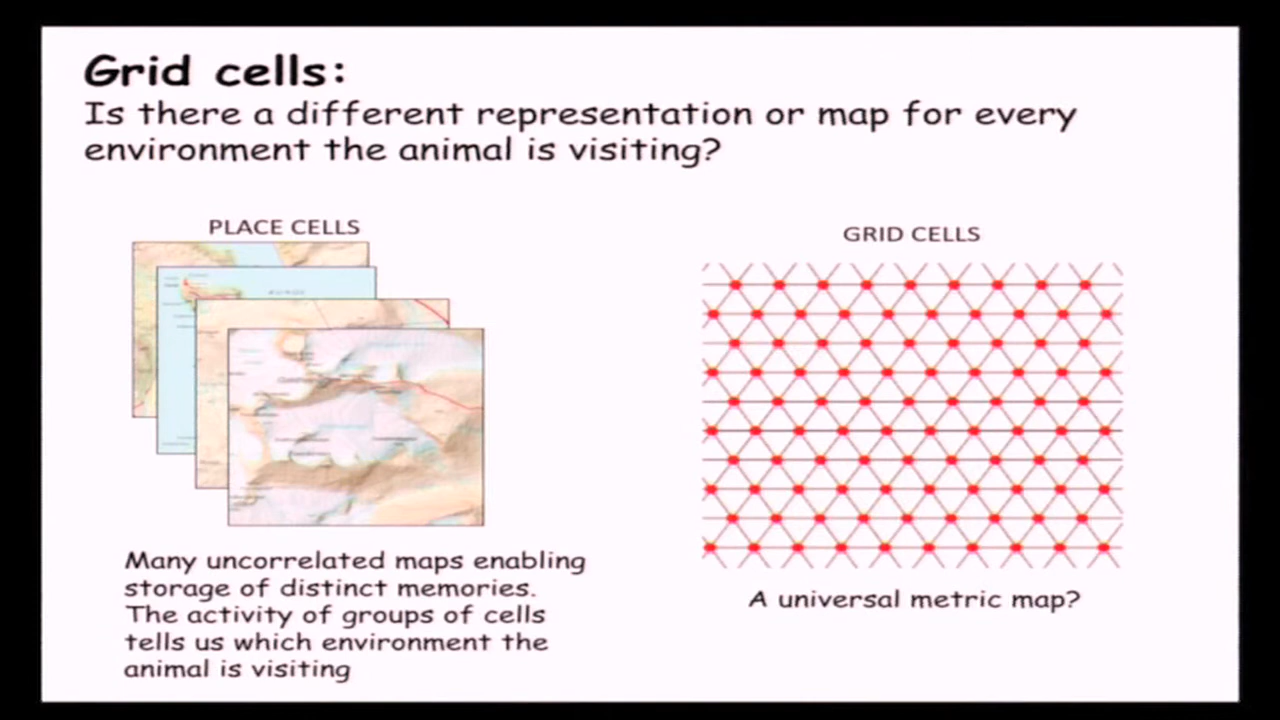 Grid cells:
Is there a different representation or map for every
environment the animal is visiting?
PLACE CELLS
GRID CELLS
Many uncorrelated maps enabling
storage of distinct memories.
The activity of groups of cells
tells us which environment the
animal is visiting
A universal metric map?